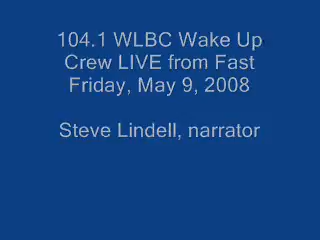 104.1 WLBC Wake Up
Crew LIVE from Fast
Friday, May 9, 2008
Steve Lindell, narrator